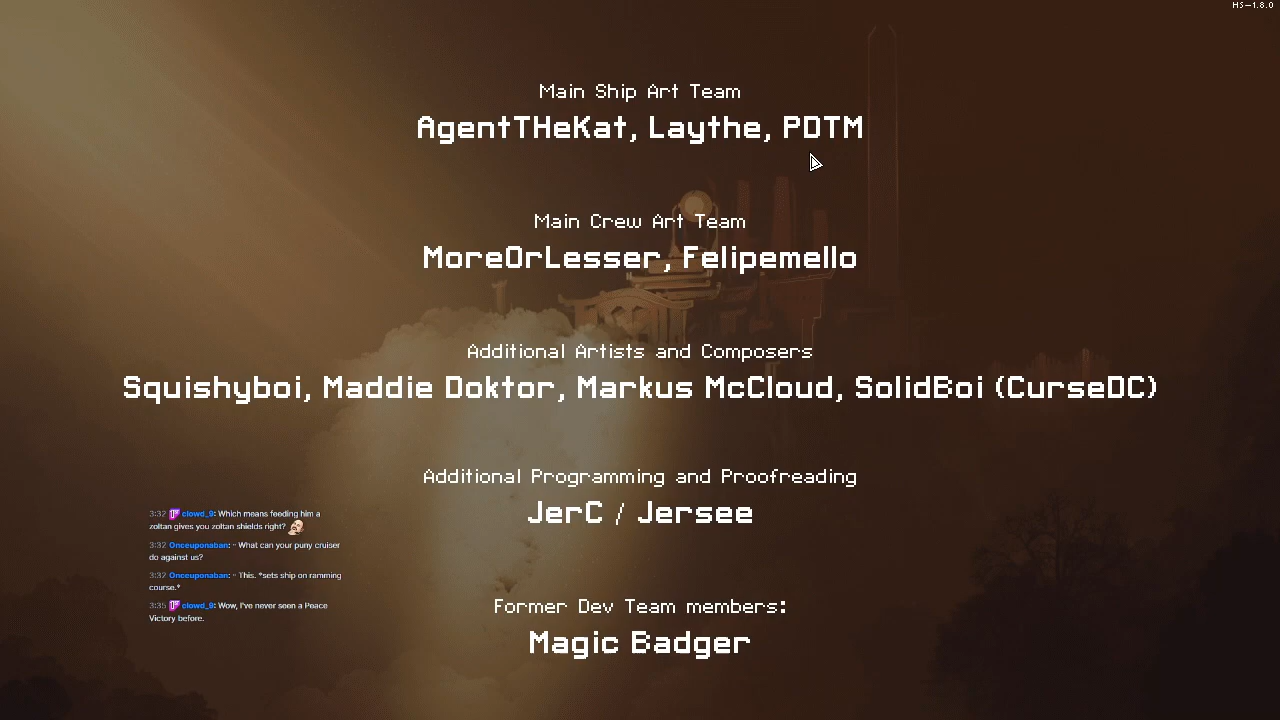 HS-1.8.0
Main Ship Art Team
AgentTHeKat, Laythe, PDTM
Main Crew Art Team
MoreOrLesser, Felipemello
Additional Artists and Composers
Squishyboi, Maddie Doktor, Markus McCloud, SolidBoi (CurseDC)
Additional Programming and Proofreading
JerC / Jersee
3:32 clowd_9: Which means feeding him a
zoltan gives you zoltan shields right?
3:32 Onceuponaban: - What can your puny cruiser
do against us?
3:32 Onceuponaban: - This. *sets ship on ramming
course.*
3:35 clowd_9: Wow, I've never seen a Peace
Victory before.
Former Dev Team members:
Magic Badger